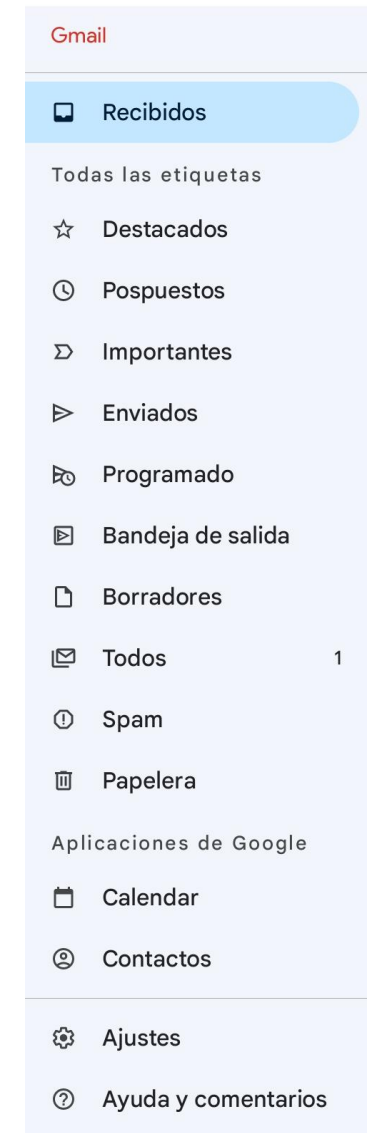 Gmail
Recibidos
Todas las etiquetas
Destacados
Pospuestos
Importantes
Enviados
Programado
Bandeja de salida
Borradores
Todos 1
Spam
Papelera
Aplicaciones de Google
Calendar
Contactos
Ajustes
Ayuda y comentarios